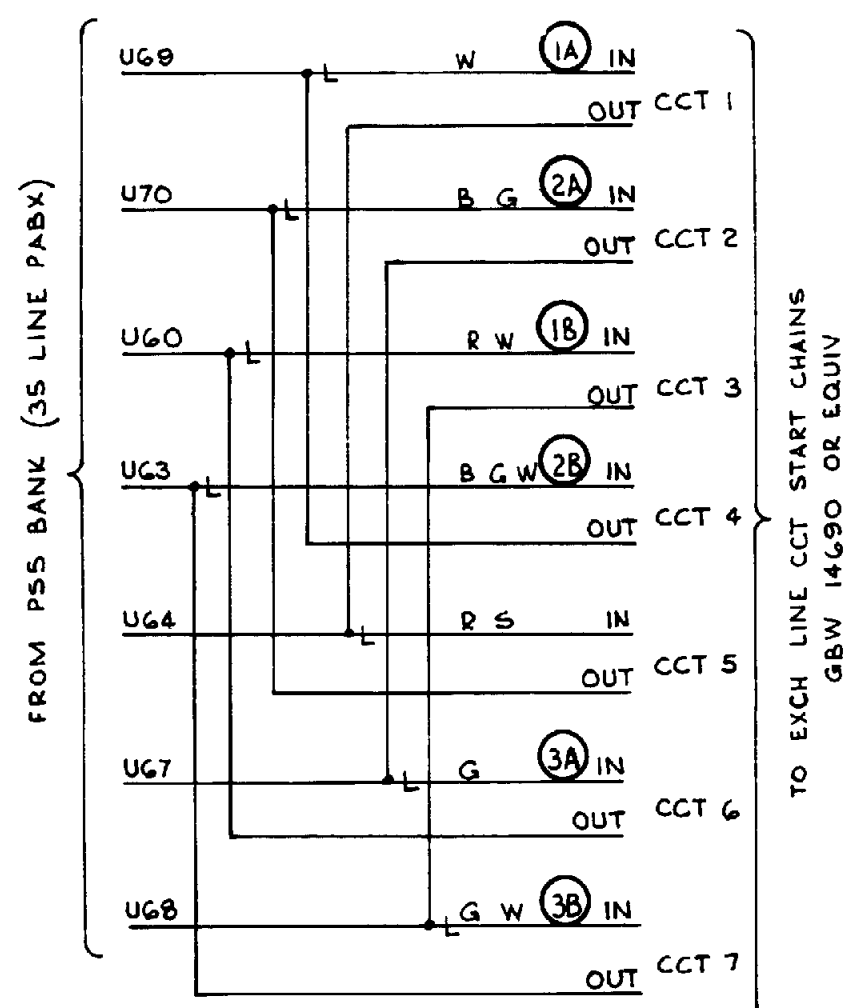 FROM PSS BANK (35 LINE PABX)
U69 W 1A IN
OUT CCT 1
U70 B G 2A IN
OUT CCT 2
U60 R W 1B IN
OUT CCT 3
U63 B G W 2B IN
OUT CCT 4
U64 R S IN
OUT CCT 5
U67 G 3A IN
OUT CCT 6
U68 G W 3B IN
OUT CCT 7
TO EXCH LINE CCT START CHAINS
GBW 14690 OR EQUIV